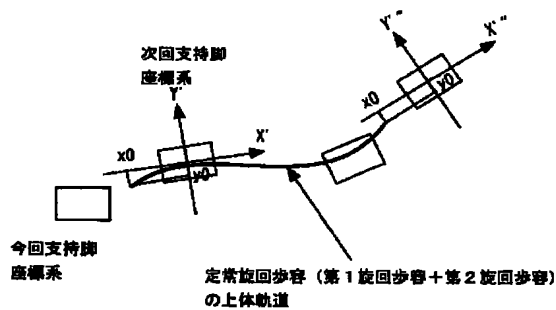 Y'''
X'''
次回支持脚
座標系
Y'
x0
y0
X'
x0
y0
今回支持脚
座標系
定常旋回歩容（第１旋回歩容＋第２旋回歩容）
の上体軌道